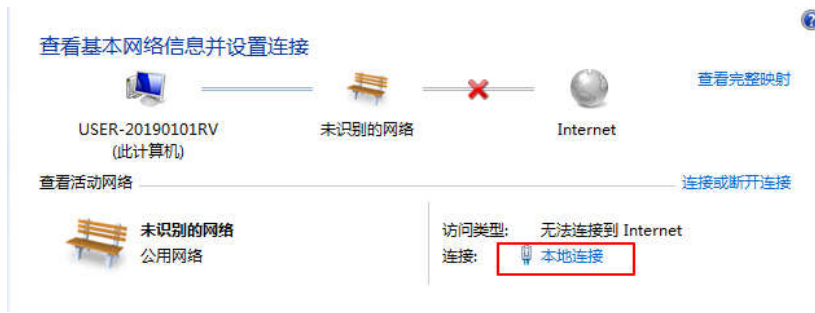 查看基本网络信息并设置连接
查看完整映射
USER-20190101RV
(此计算机)
未识别的网络
Internet
查看活动网络
连接或断开连接
未识别的网络
公用网络
访问类型: 无法连接到 Internet
连接: 本地连接